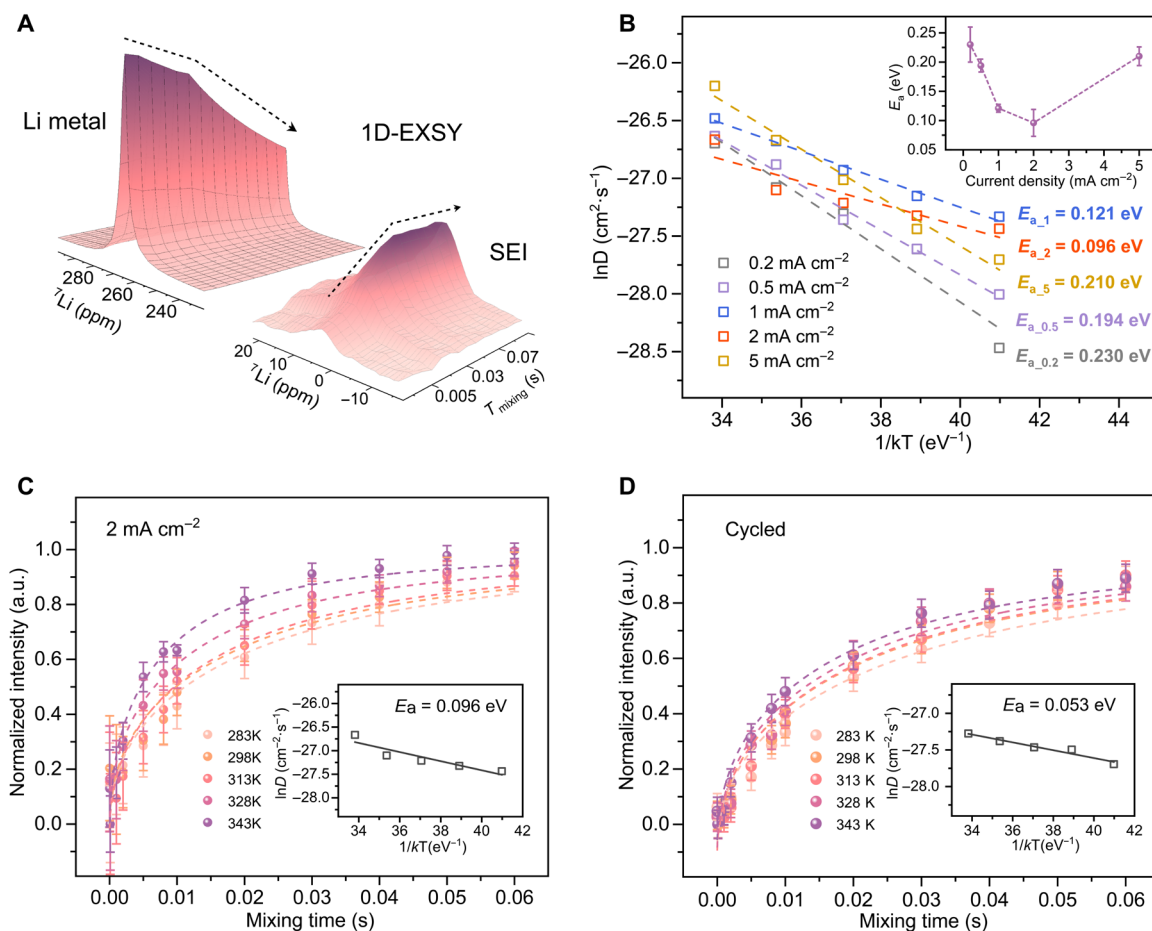 A
Li metal
1D-EXSY
SEI
280
260
240
⁷Li (ppm)
20
10
0
−10
⁷Li (ppm)
0.005
0.03
0.07
T mixing (s)
B
−26.0
−26.5
−27.0
−27.5
−28.0
−28.5
lnD (cm²·s⁻¹)
34
36
38
40
42
44
1/kT (eV⁻¹)
0.2 mA cm⁻²
0.5 mA cm⁻²
1 mA cm⁻²
2 mA cm⁻²
5 mA cm⁻²
Ea_1 = 0.121 eV
Ea_2 = 0.096 eV
Ea_5 = 0.210 eV
Ea_0.5 = 0.194 eV
Ea_0.2 = 0.230 eV
0.25
0.20
0.15
0.10
0.05
Ea (eV)
0 1 2 3 4 5
Current density (mA cm⁻²)
C
2 mA cm⁻²
1.0
0.8
0.6
0.4
0.2
0.0
Normalized intensity (a.u.)
0.00 0.01 0.02 0.03 0.04 0.05 0.06
Mixing time (s)
283K
298K
313K
328K
343K
Ea = 0.096 eV
−26.0
−26.5
−27.0
−27.5
−28.0
lnD (cm⁻²·s⁻¹)
34 36 38 40 42
1/kT(eV⁻¹)
D
Cycled
1.0
0.8
0.6
0.4
0.2
0.0
Normalized intensity (a.u.)
0.00 0.01 0.02 0.03 0.04 0.05 0.06
Mixing time (s)
283 K
298 K
313 K
328 K
343 K
Ea = 0.053 eV
−27.0
−27.5
−28.0
lnD (cm⁻²·s⁻¹)
34 36 38 40 42
1/kT(eV⁻¹)